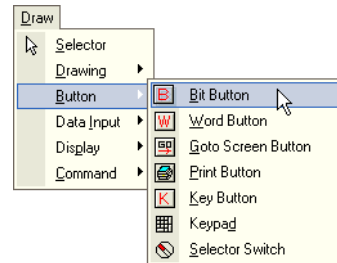 Draw
Selector
Drawing
Button
Data Input
Display
Command
Bit Button
Word Button
Goto Screen Button
Print Button
Key Button
Keypad
Selector Switch
B
W
GO
K